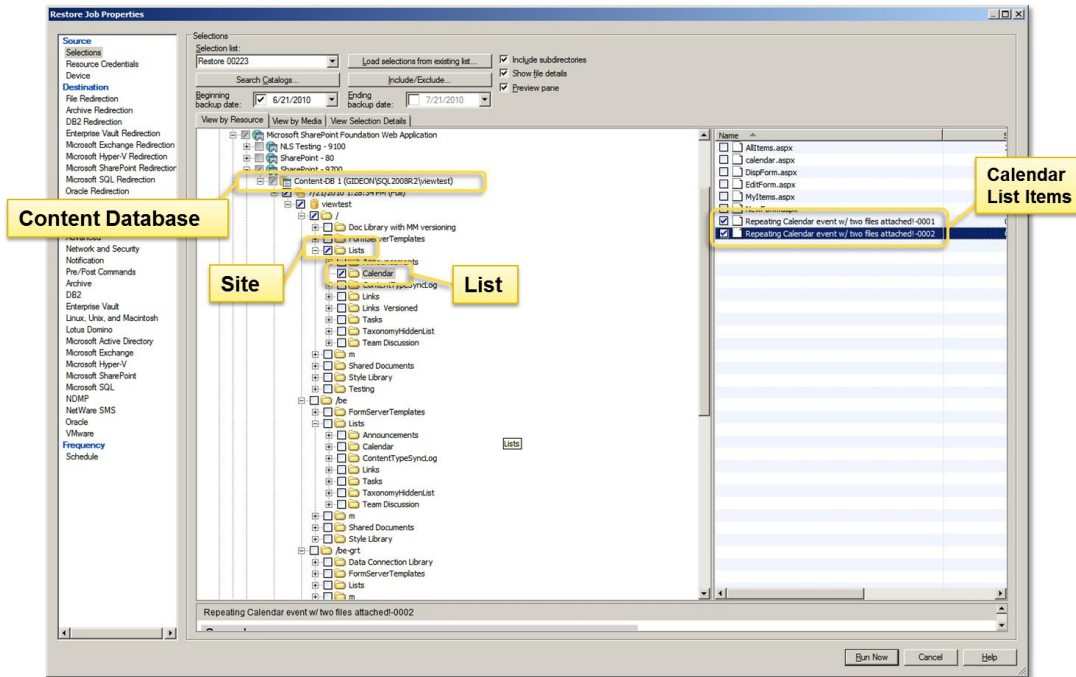 Restore Job Properties
Source
Selections
Resource Credentials
Device
Destination
File Redirection
Archive Redirection
DB2 Redirection
Enterprise Vault Redirection
Microsoft Exchange Redirection
Microsoft Hyper-V Redirection
Microsoft SharePoint Redirection
Microsoft SQL Redirection
Oracle Redirection
Network and Security
Notification
Pre/Post Commands
Archive
DB2
Enterprise Vault
Linux, Unix, and Macintosh
Lotus Domino
Microsoft Active Directory
Microsoft Exchange
Microsoft Hyper-V
Microsoft SharePoint
Microsoft SQL
NDMP
NetWare SMS
Oracle
VMware
Frequency
Schedule
Selections
Selection list:
Restore 00223
Load selections from existing list...
Include subdirectories
Search Catalogs...
Include/Exclude...
Show file details
Preview pane
Beginning backup date:
6/21/2010
Ending backup date:
7/21/2010
View by Resource
View by Media
View Selection Details
Microsoft SharePoint Foundation Web Application
NLS Testing - 9100
SharePoint - 80
SharePoint - 9700
Content-DB 1 (GIDEON\SQL2008R2\viewtest)
7/21/2010 1:28:34 PM (Full)
viewtest
/
Doc Library with MM versioning
FormServerTemplates
Lists
Announcements
Calendar
ContentTypeSyncLog
Links
Links Versioned
Tasks
TaxonomyHiddenList
Team Discussion
m
Shared Documents
Style Library
Testing
/be
FormServerTemplates
Lists
Announcements
Calendar
ContentTypeSyncLog
Links
Tasks
TaxonomyHiddenList
Team Discussion
m
Shared Documents
Style Library
/be-grt
Data Connection Library
FormServerTemplates
Lists
m
Lists
Name
AllItems.aspx
calendar.aspx
DispForm.aspx
EditForm.aspx
MyItems.aspx
NewForm.aspx
Repeating Calendar event w/ two files attached!-0001
Repeating Calendar event w/ two files attached!-0002
Content Database
Site
List
Calendar
List Items
Repeating Calendar event w/ two files attached!-0002
Run Now
Cancel
Help